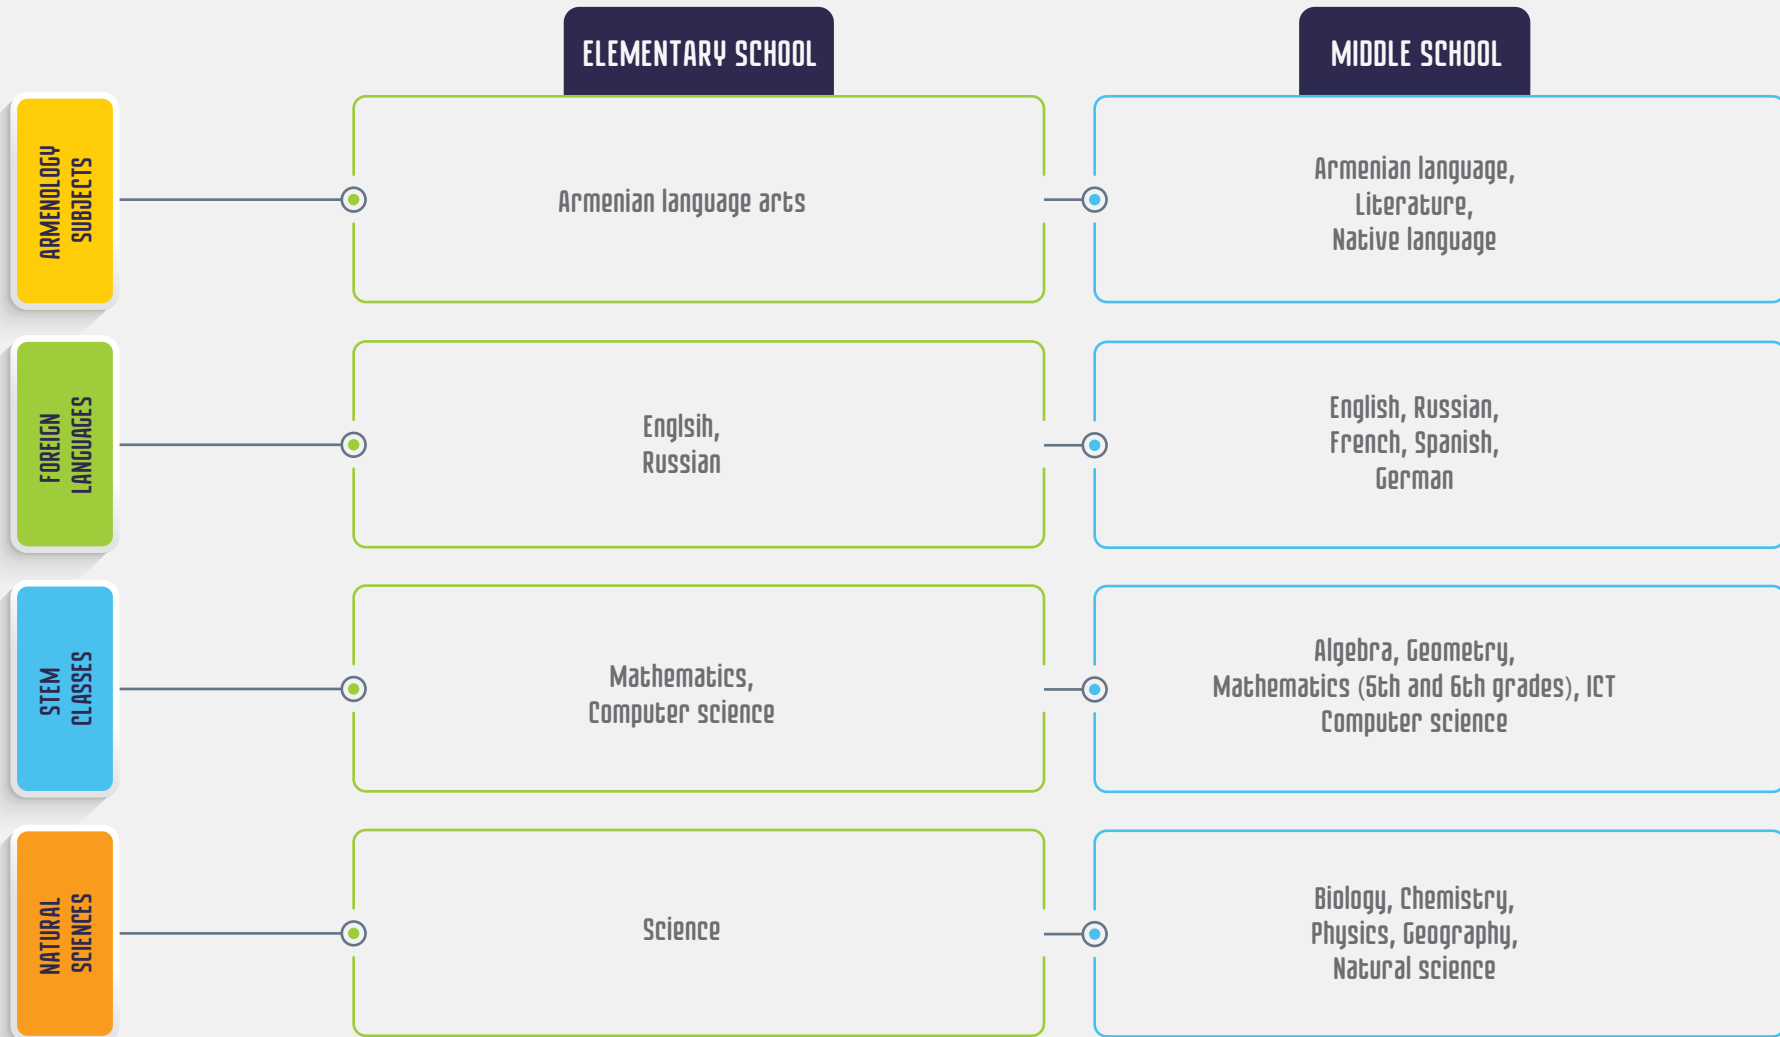 ELEMENTARY SCHOOL
MIDDLE SCHOOL
ARMENOLOGY
SUBJECTS
Armenian language arts
Armenian language,
Literature,
Native language
FOREIGN
LANGUAGES
Englsih,
Russian
English, Russian,
French, Spanish,
German
STEM
CLASSES
Mathematics,
Computer science
Algebra, Geometry,
Mathematics (5th and 6th grades), ICT
Computer science
NATURAL
SCIENCES
Science
Biology, Chemistry,
Physics, Geography,
Natural science